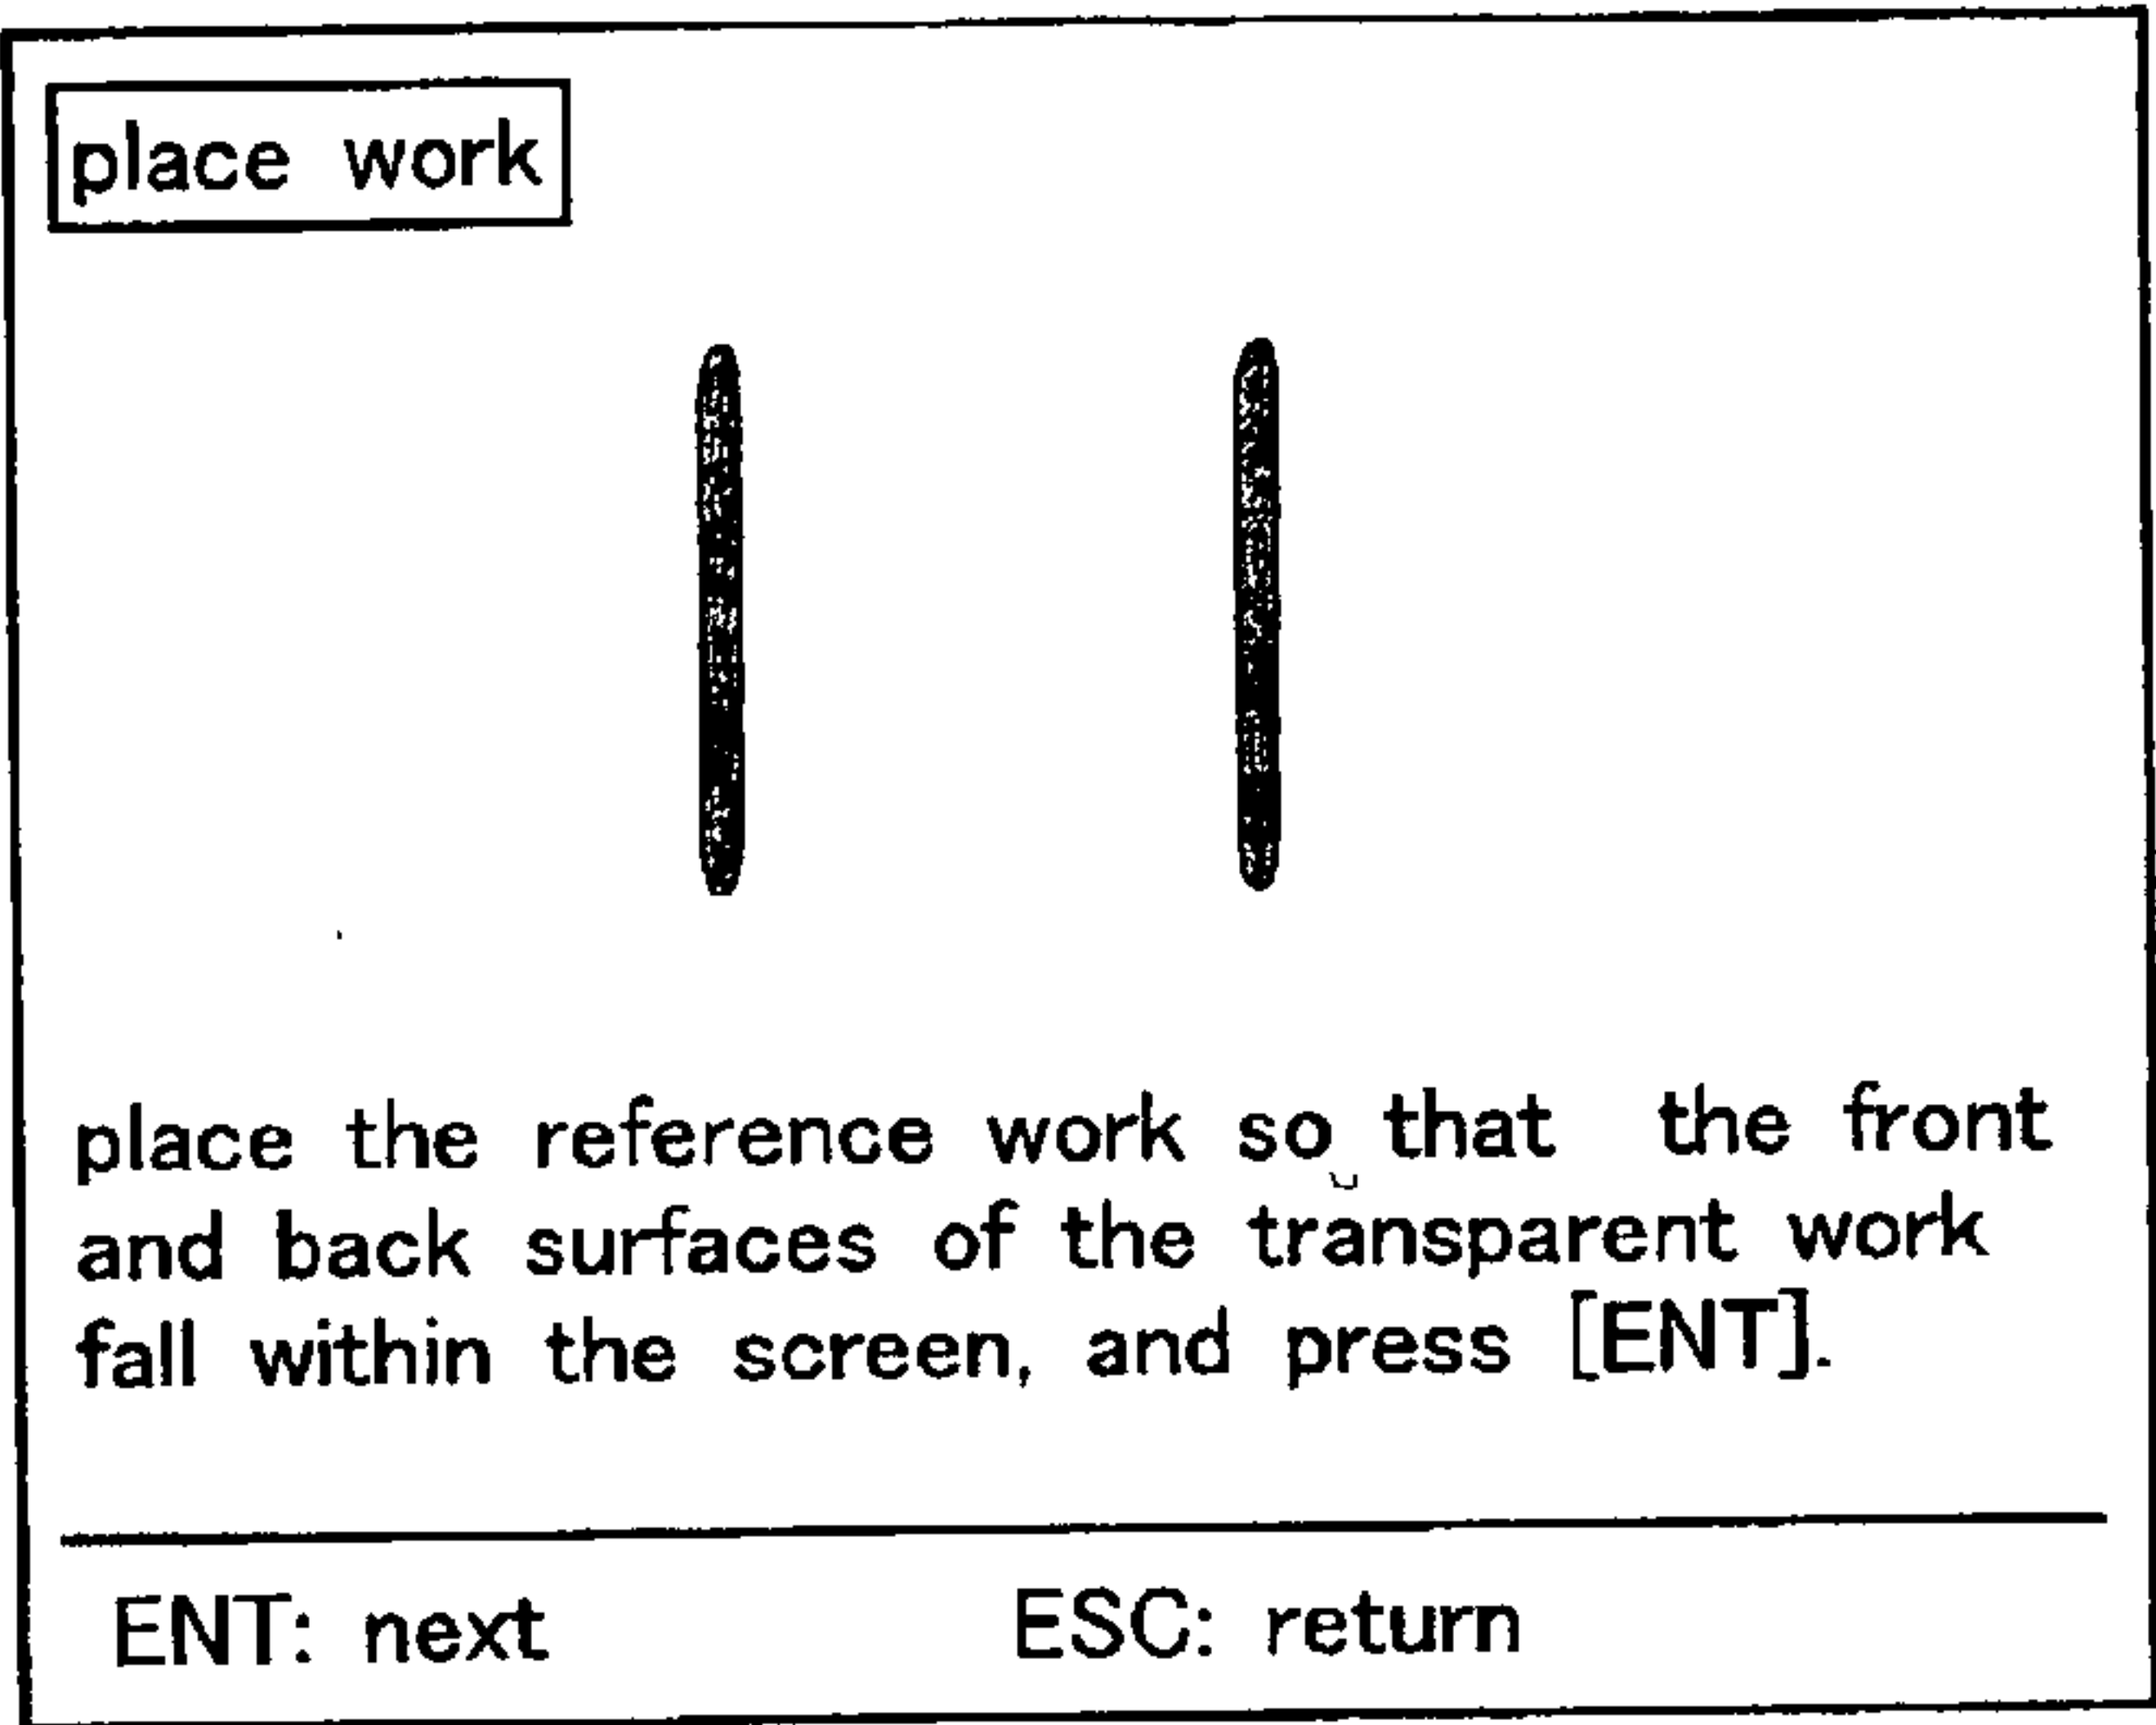 place work
place the reference work so that the front
and back surfaces of the transparent work
fall within the screen, and press [ENT].
ENT: next ESC: return